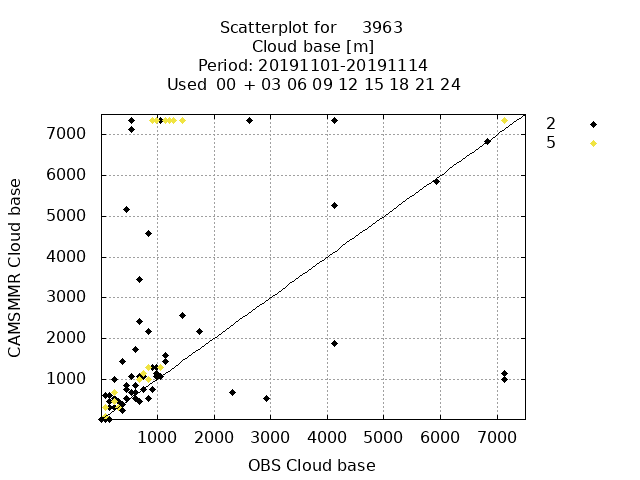 Scatterplot for 3963
Cloud base [m]
Period: 20191101-20191114
Used 00 + 03 06 09 12 15 18 21 24
2
5
7000
6000
5000
4000
3000
2000
1000
CAMSMMR Cloud base
1000 2000 3000 4000 5000 6000 7000
OBS Cloud base